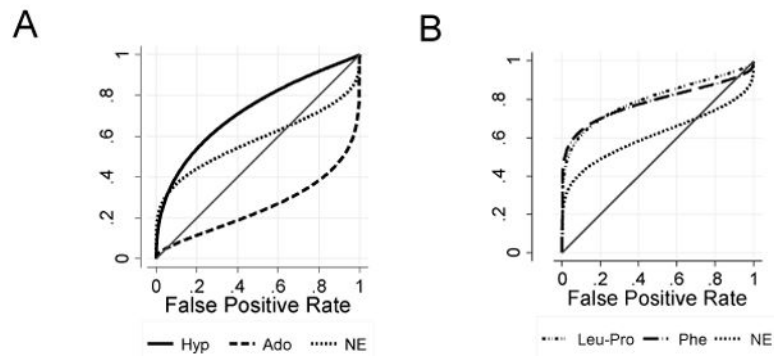 A
1
.8
.6
.4
.2
0
0 .2 .4 .6 .8 1
False Positive Rate
Hyp Ado NE
B
1
.8
.6
.4
.2
0
0 .2 .4 .6 .8 1
False Positive Rate
Leu-Pro Phe NE